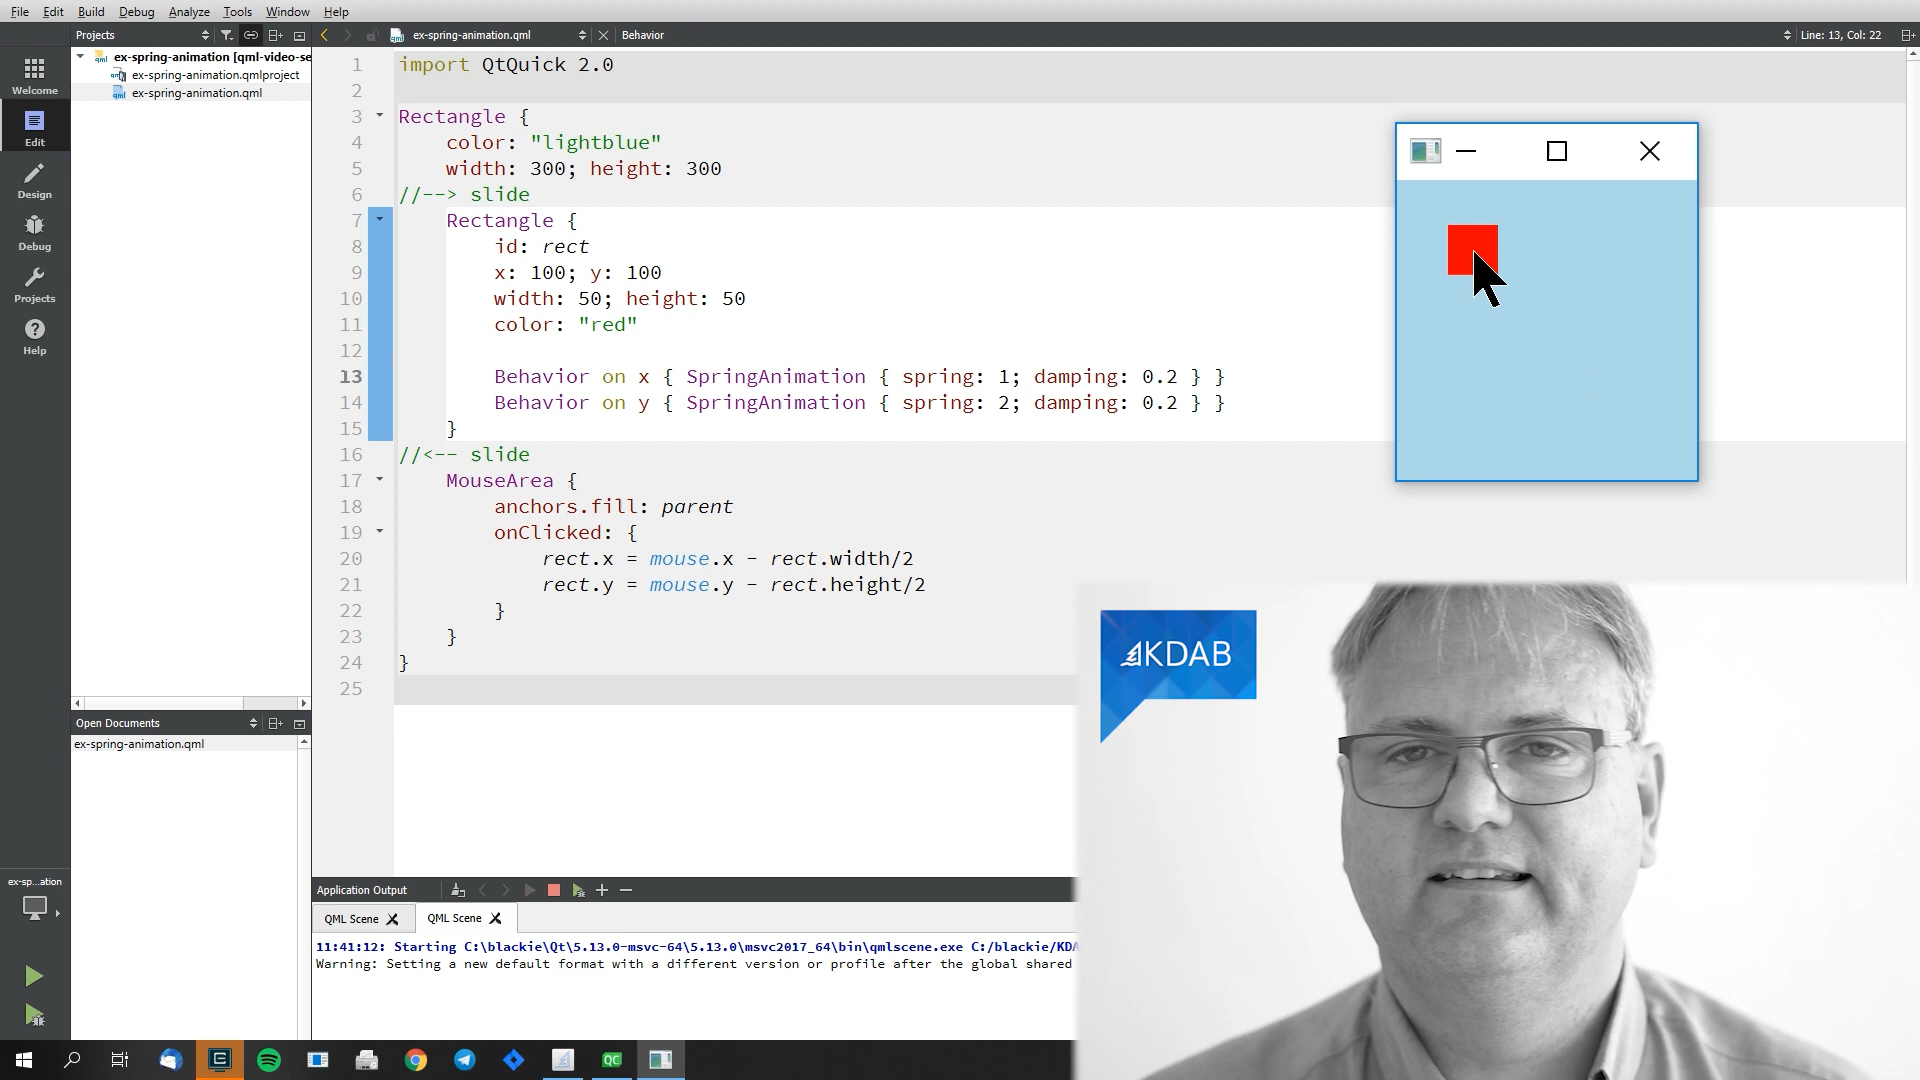 File Edit Build Debug Analyze Tools Window Help
Projects
ex-spring-animation.qml
Behavior
Line: 13, Col: 22
Welcome
Edit
Design
Debug
Projects
Help
ex-spring-animation [qml-video-se
ex-spring-animation.qmlproject
ex-spring-animation.qml
1 import QtQuick 2.0
2
3 Rectangle {
4 color: "lightblue"
5 width: 300; height: 300
6 //--> slide
7 Rectangle {
8 id: rect
9 x: 100; y: 100
10 width: 50; height: 50
11 color: "red"
12
13 Behavior on x { SpringAnimation { spring: 1; damping: 0.2 } }
14 Behavior on y { SpringAnimation { spring: 2; damping: 0.2 } }
15 }
16 //<-- slide
17 MouseArea {
18 anchors.fill: parent
19 onClicked: {
20 rect.x = mouse.x - rect.width/2
21 rect.y = mouse.y - rect.height/2
22 }
23 }
24 }
25
KDAB
Open Documents
ex-spring-animation.qml
ex-sp...ation
Application Output
QML Scene
QML Scene
11:41:12: Starting C:\blackie\Qt\5.13.0-msvc-64\5.13.0\msvc2017_64\bin\qmlscene.exe C:/blackie/KDA
Warning: Setting a new default format with a different version or profile after the global shared
QC